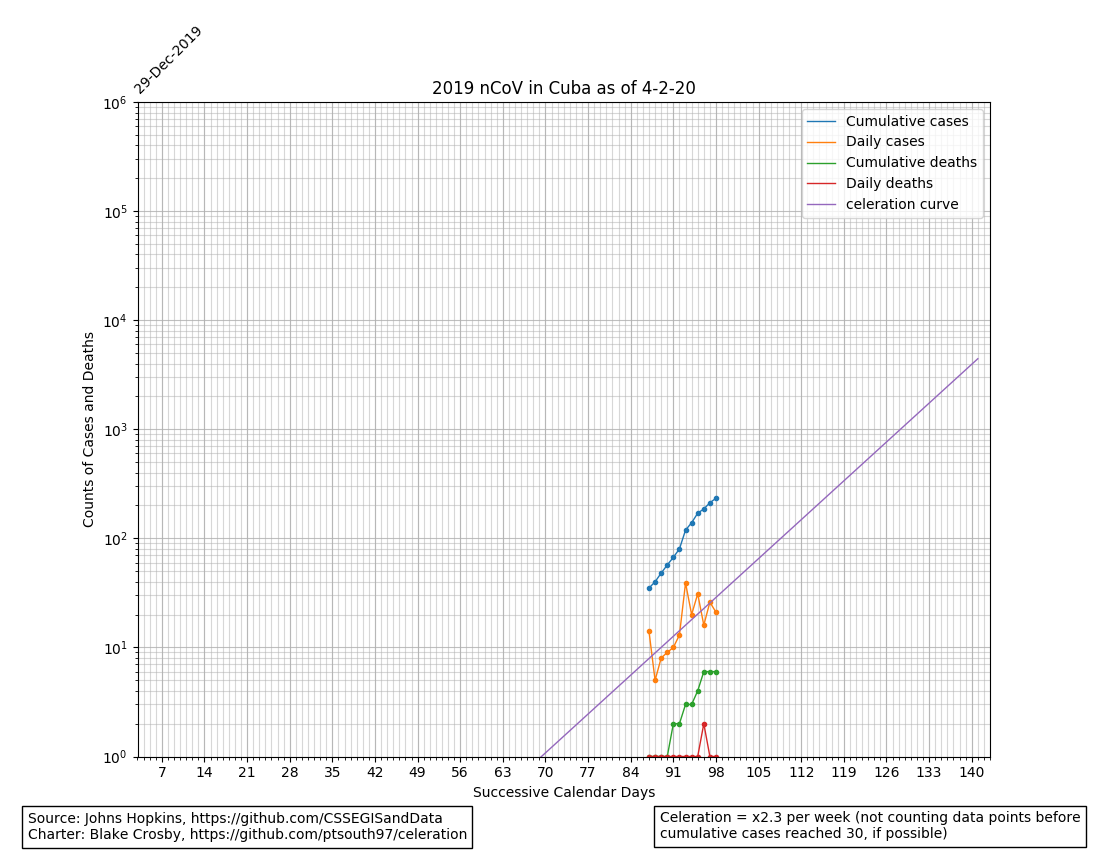 29-Dec-2019
2019 nCoV in Cuba as of 4-2-20
10^6
10^5
10^4
10^3
10^2
10^1
10^0
Counts of Cases and Deaths
Cumulative cases
Daily cases
Cumulative deaths
Daily deaths
celeration curve
7 14 21 28 35 42 49 56 63 70 77 84 91 98 105 112 119 126 133 140
Successive Calendar Days
Source: Johns Hopkins, https://github.com/CSSEGISandData
Charter: Blake Crosby, https://github.com/ptsouth97/celeration
Celeration = x2.3 per week (not counting data points before
cumulative cases reached 30, if possible)